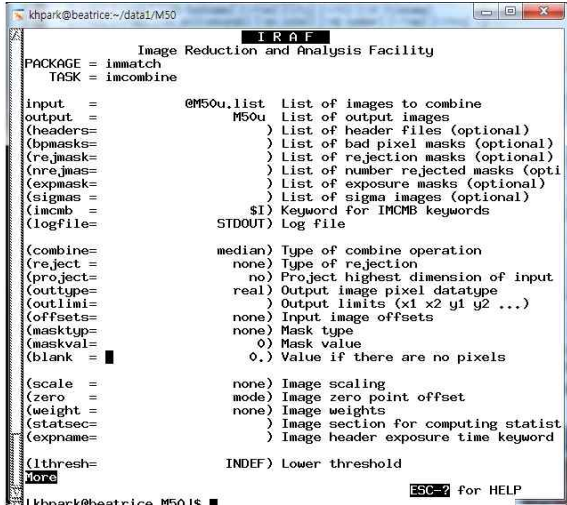 khpark@beatrice:~/data1/M50
I R A F
Image Reduction and Analysis Facility
PACKAGE = immatch
TASK = imcombine
input = @M50u.list List of images to combine
output = M50u List of output images
(headers= ) List of header files (optional)
(bpmasks= ) List of bad pixel masks (optional)
(rejmask= ) List of rejection masks (optional)
(nrejmas= ) List of number rejected masks (opti
(expmask= ) List of exposure masks (optional)
(sigmas = ) List of sigma images (optional)
(imcmb = $I) Keyword for IMCMB keywords
(logfile= STDOUT) Log file
(combine= median) Type of combine operation
(reject = none) Type of rejection
(project= no) Project highest dimension of input
(outtype= real) Output image pixel datatype
(outlimi= ) Output limits (x1 x2 y1 y2 ...)
(offsets= none) Input image offsets
(masktyp= none) Mask type
(maskval= 0) Mask value
(blank = 0.) Value if there are no pixels
(scale = none) Image scaling
(zero = mode) Image zero point offset
(weight = none) Image weights
(statsec= ) Image section for computing statist
(expname= ) Image header exposure time keyword
(lthresh= INDEF) Lower threshold
More
ESC-? for HELP
[khpark@beatrice M50]$